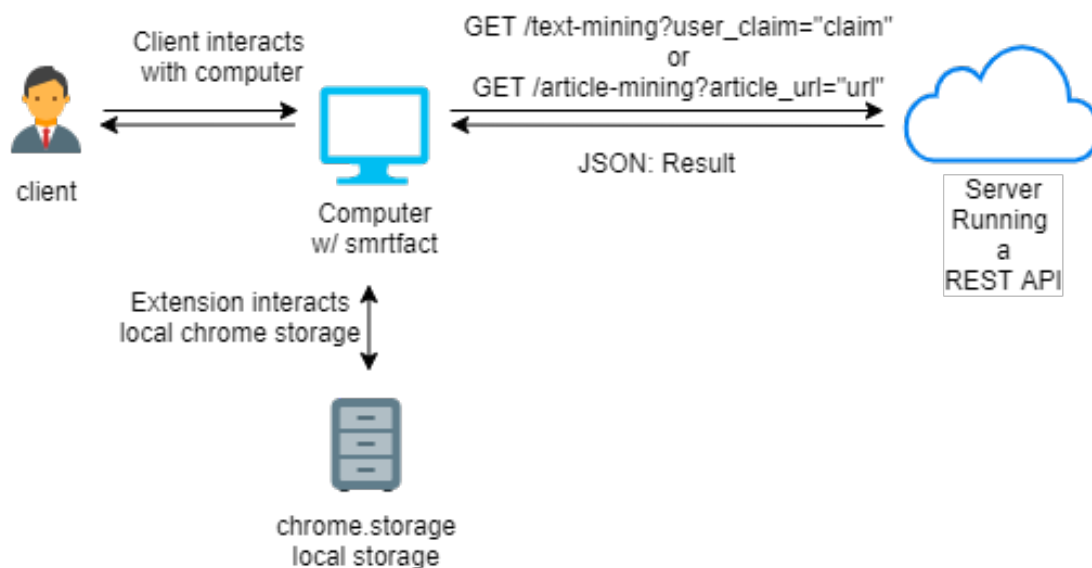 Client interacts
with computer
GET /text-mining?user_claim="claim"
or
GET /article-mining?article_url="url"
JSON: Result
client
Computer
w/ smrtfact
Server
Running
a
REST API
Extension interacts
local chrome storage
chrome.storage
local storage